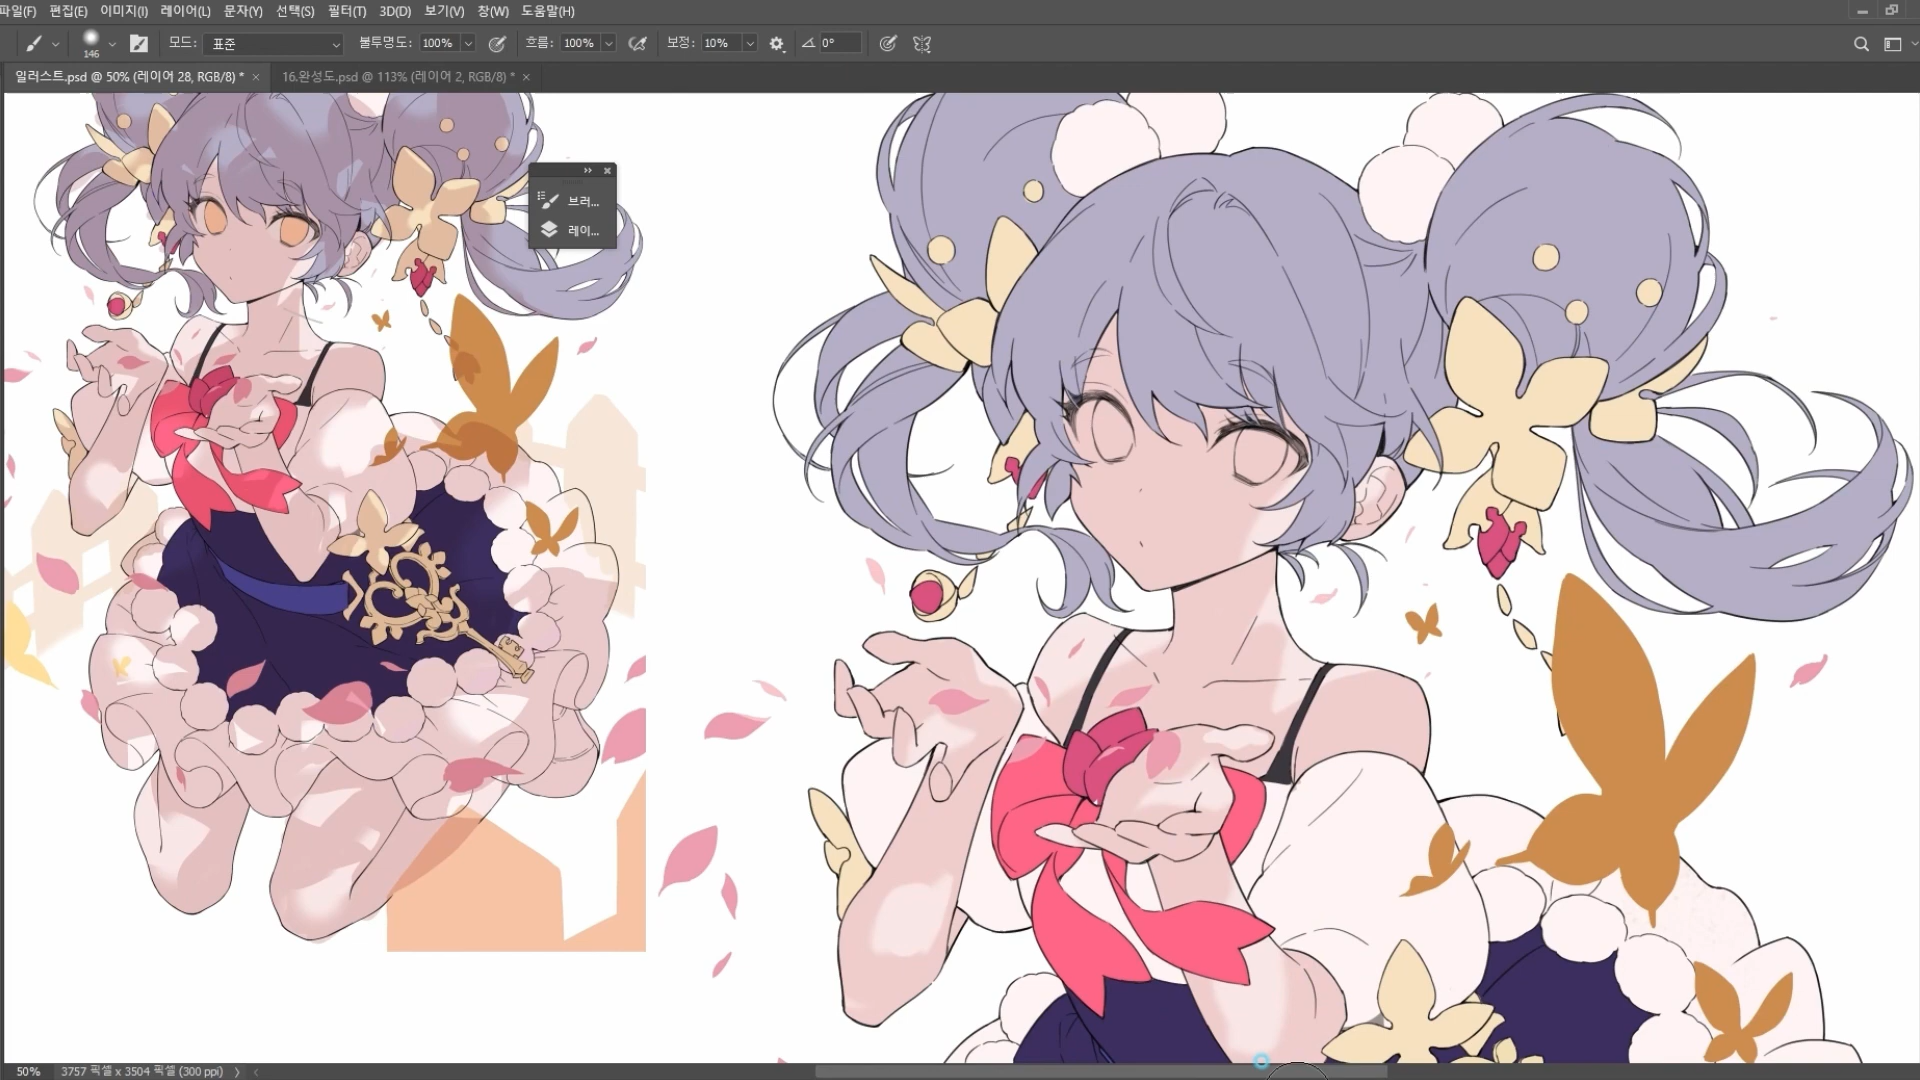 파일(F) 편집(E) 이미지(I) 레이어(L) 문자(Y) 선택(S) 필터(T) 3D(D) 보기(V) 창(W) 도움말(H)
146 모드: 표준 불투명도: 100% 흐름: 100% 보정: 10% 0°
일러스트.psd @ 50% (레이어 28, RGB/8) * × 16.완성도.psd @ 113% (레이어 2, RGB/8) * ×
브러...
레이...
50% 3757 픽셀 x 3504 픽셀 (300 ppi)